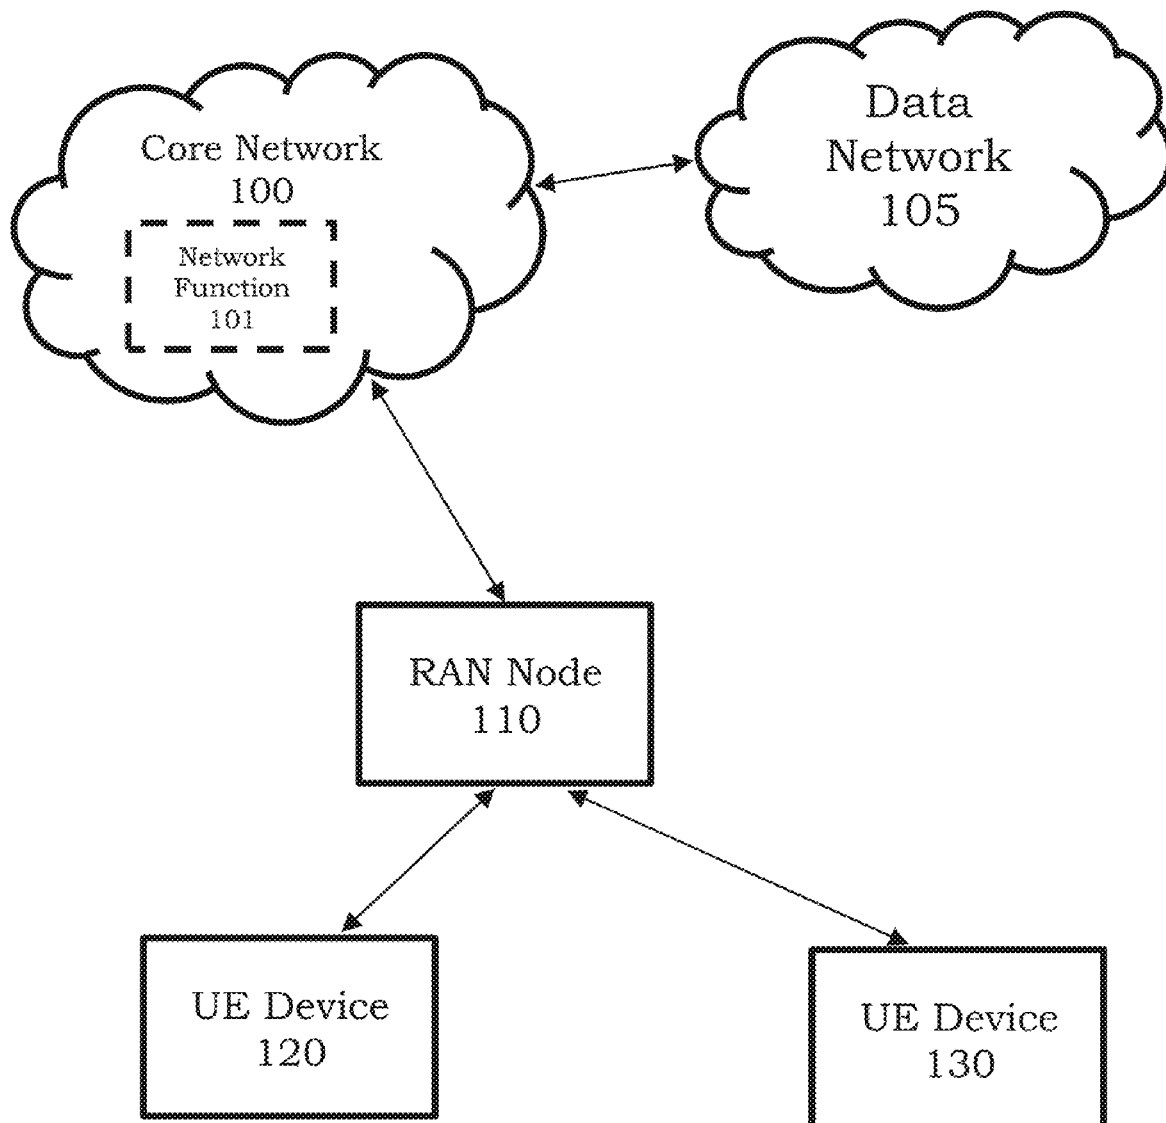 Core Network
100
Network
Function
101
Data
Network
105
RAN Node
110
UE Device
120
UE Device
130